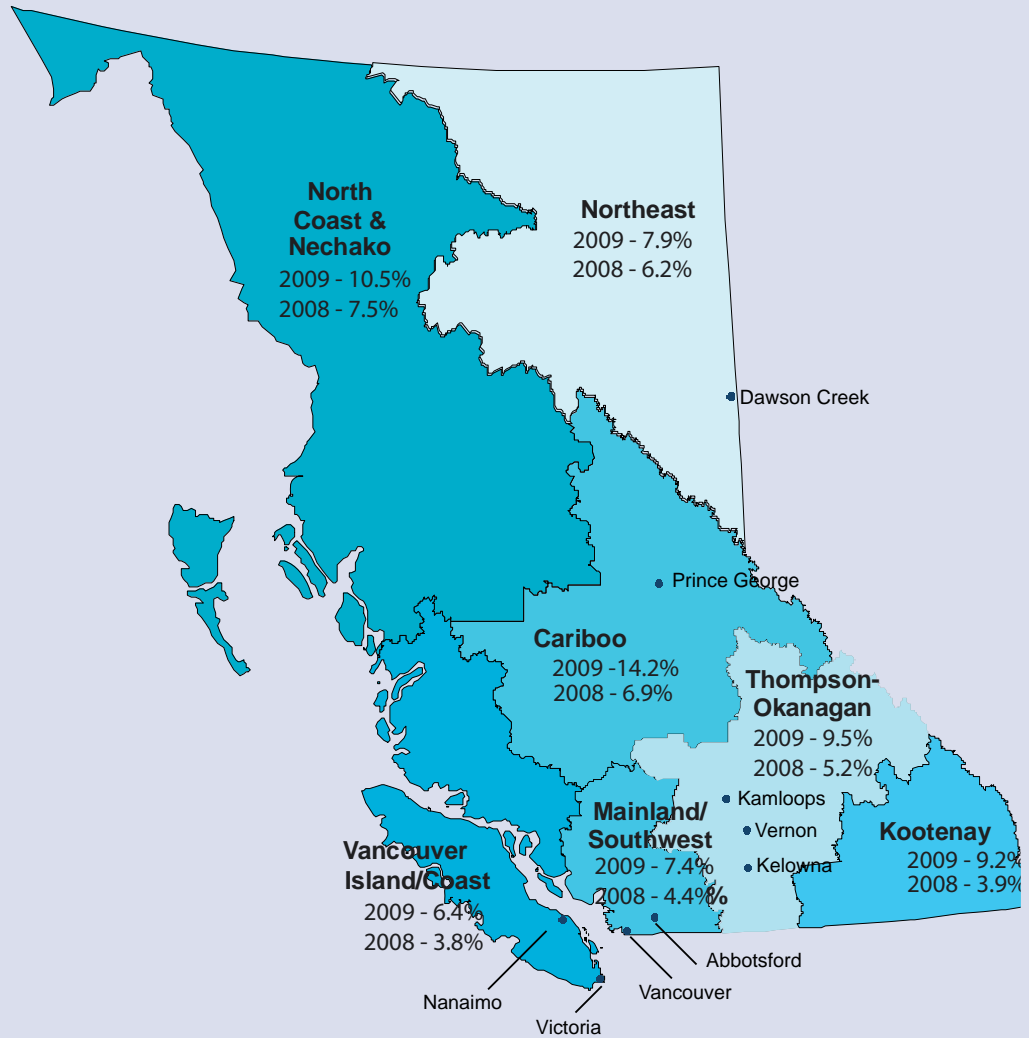 North
Coast &
Nechako
2009 - 10.5%
2008 - 7.5%
Northeast
2009 - 7.9%
2008 - 6.2%
Dawson Creek
Prince George
Cariboo
2009 -14.2%
2008 - 6.9%
Thompson-
Okanagan
2009 - 9.5%
2008 - 5.2%
Kamloops
Vernon
Kelowna
Mainland/
Southwest
2009 - 7.4%
2008 - 4.4%%
Kootenay
2009 - 9.2%
2008 - 3.9%
Vancouver
Island/Coast
2009 - 6.4%
2008 - 3.8%
Abbotsford
Vancouver
Nanaimo
Victoria